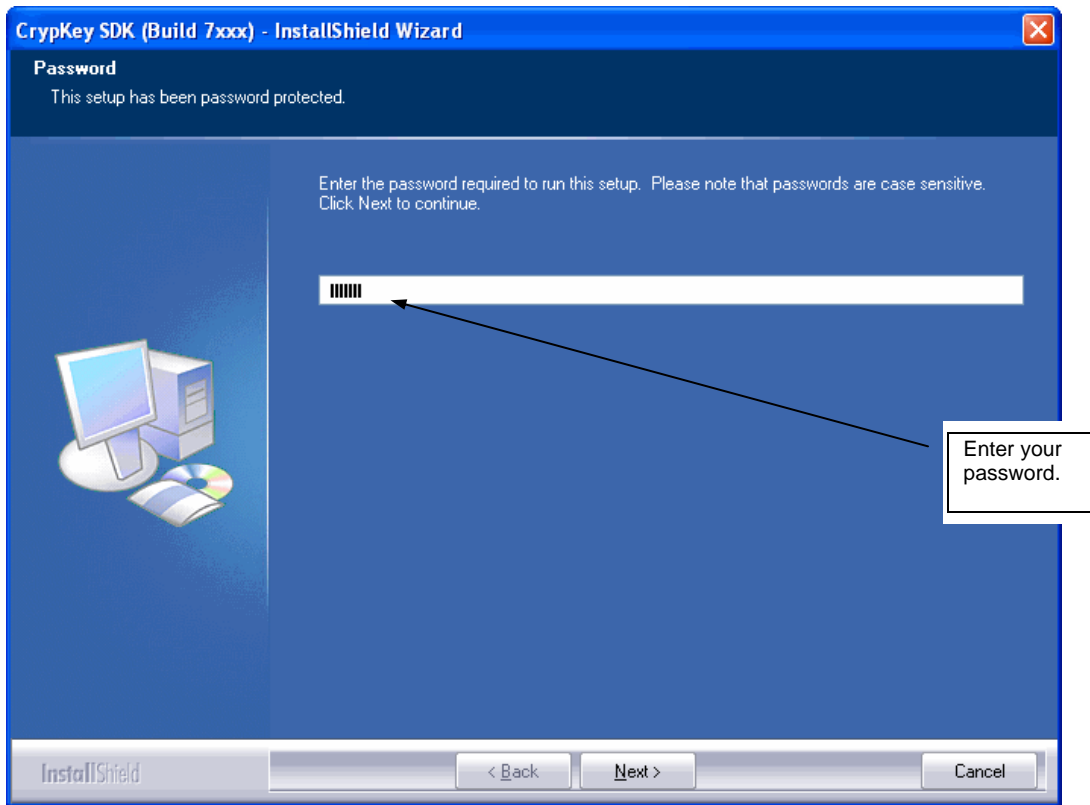 CrypKey SDK (Build 7xxx) - InstallShield Wizard
Password
This setup has been password protected.
Enter the password required to run this setup. Please note that passwords are case sensitive.
Click Next to continue.
Enter your
password.
InstallShield
< Back
Next >
Cancel